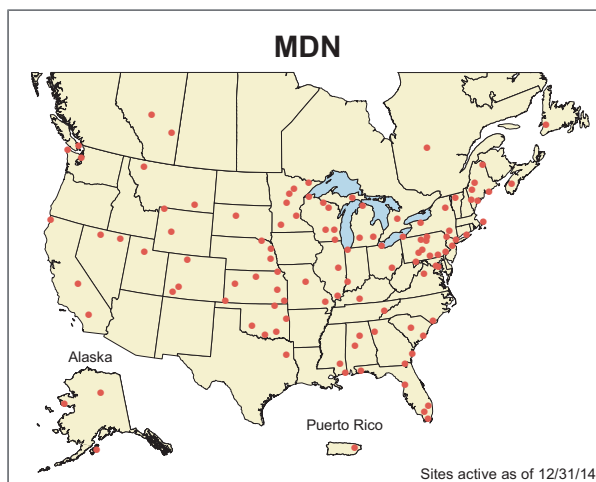 MDN
Alaska
Puerto Rico
Sites active as of 12/31/14